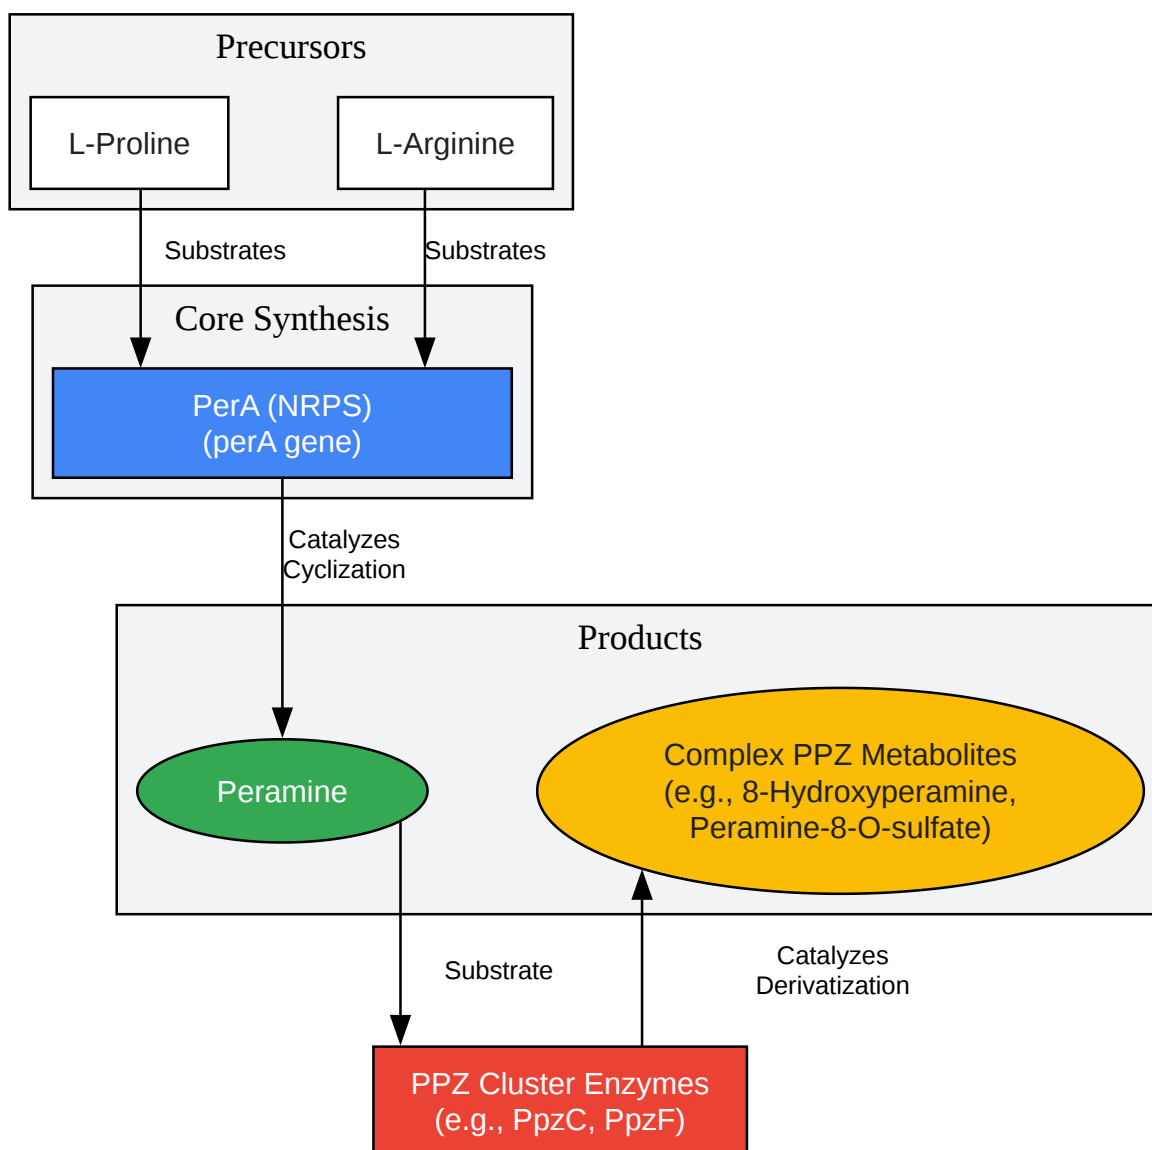 Precursors
L-Proline
L-Arginine
Substrates
Substrates
Core Synthesis
PerA (NRPS)
(perA gene)
Catalyzes
Cyclization
Products
Peramine
Complex PPZ Metabolites
(e.g., 8-Hydroxyperamine,
Peramine-8-O-sulfate)
Substrate
Catalyzes
Derivatization
PPZ Cluster Enzymes
(e.g., PpzC, PpzF)